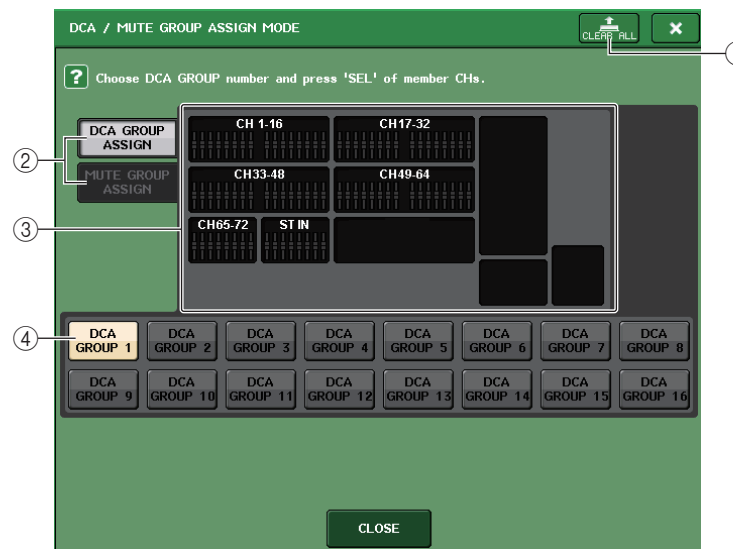 DCA / MUTE GROUP ASSIGN MODE
CLEAR ALL
×
? Choose DCA GROUP number and press 'SEL' of member CHs.
② DCA GROUP
ASSIGN
MUTE GROUP
ASSIGN
③
CH 1-16 CH17-32
CH33-48 CH49-64
CH65-72 ST IN
④
DCA GROUP 1
DCA GROUP 2
DCA GROUP 3
DCA GROUP 4
DCA GROUP 5
DCA GROUP 6
DCA GROUP 7
DCA GROUP 8
DCA GROUP 9
DCA GROUP 10
DCA GROUP 11
DCA GROUP 12
DCA GROUP 13
DCA GROUP 14
DCA GROUP 15
DCA GROUP 16
CLOSE